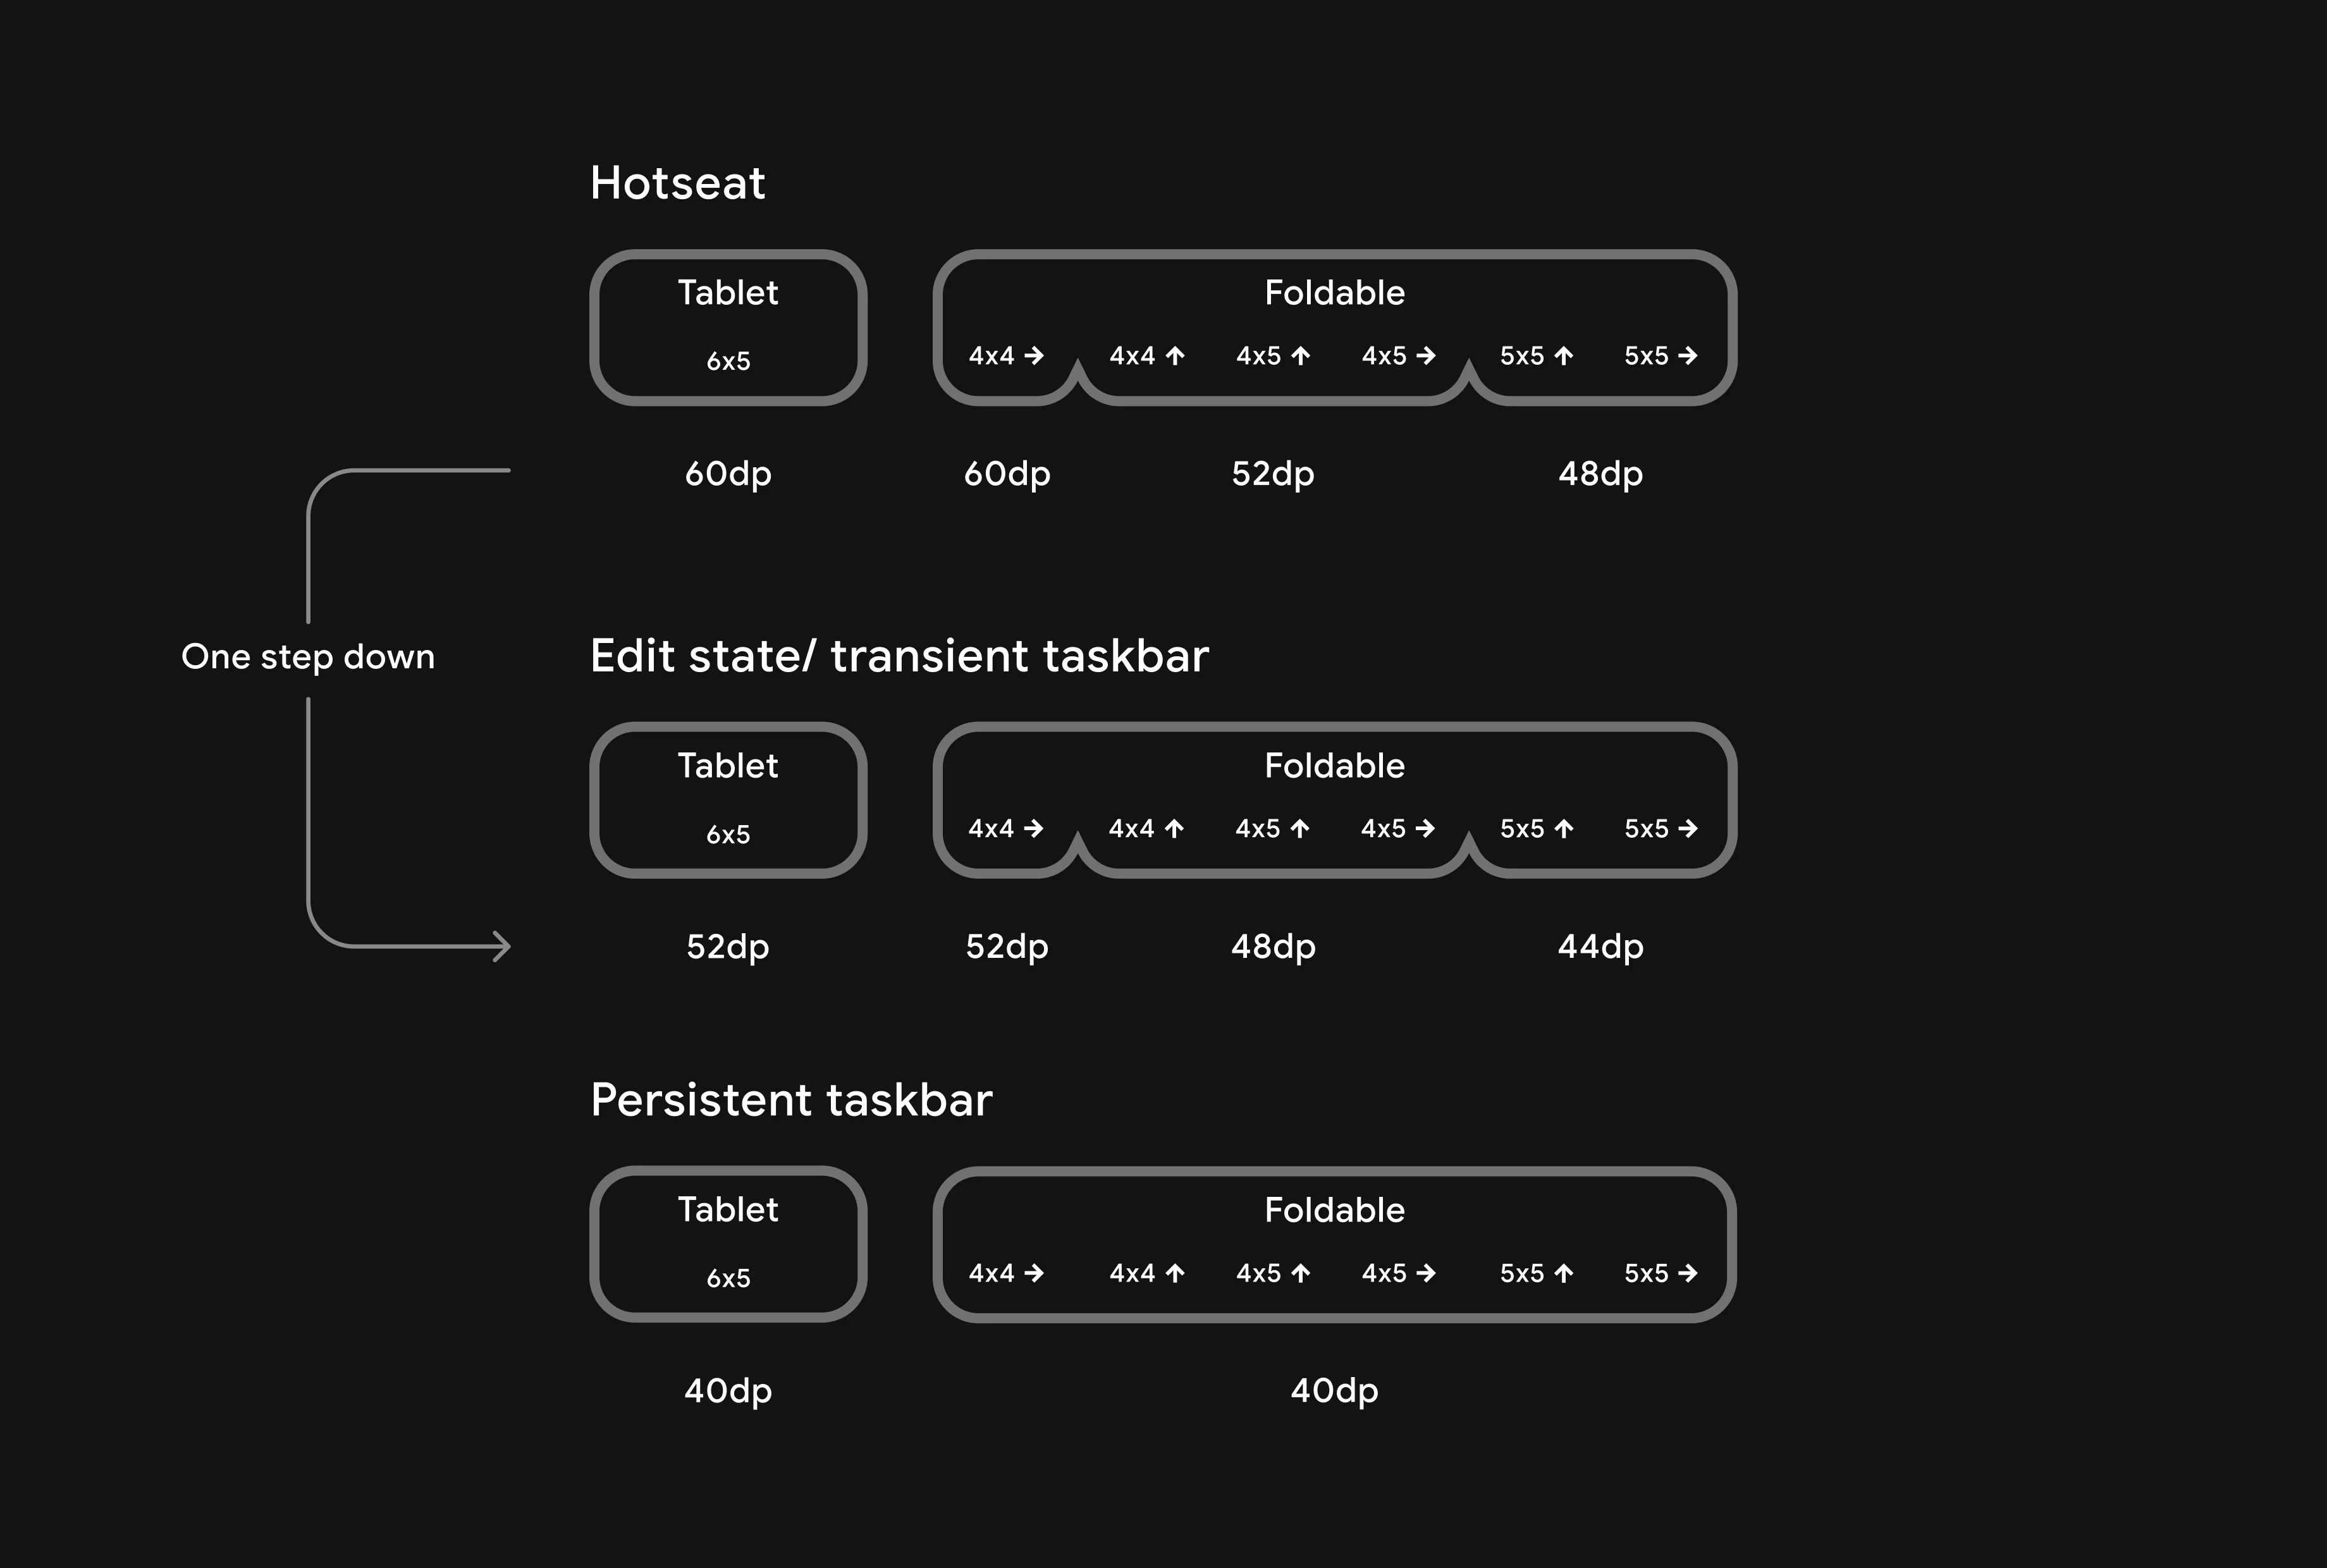 Hotseat
Tablet
6x5
Foldable
4x4 → 4x4 ↑ 4x5 ↑ 4x5 → 5x5 ↑ 5x5 →
60dp 60dp 52dp 48dp
One step down
Edit state/ transient taskbar
Tablet
6x5
Foldable
4x4 → 4x4 ↑ 4x5 ↑ 4x5 → 5x5 ↑ 5x5 →
52dp 52dp 48dp 44dp
Persistent taskbar
Tablet
6x5
Foldable
4x4 → 4x4 ↑ 4x5 ↑ 4x5 → 5x5 ↑ 5x5 →
40dp 40dp